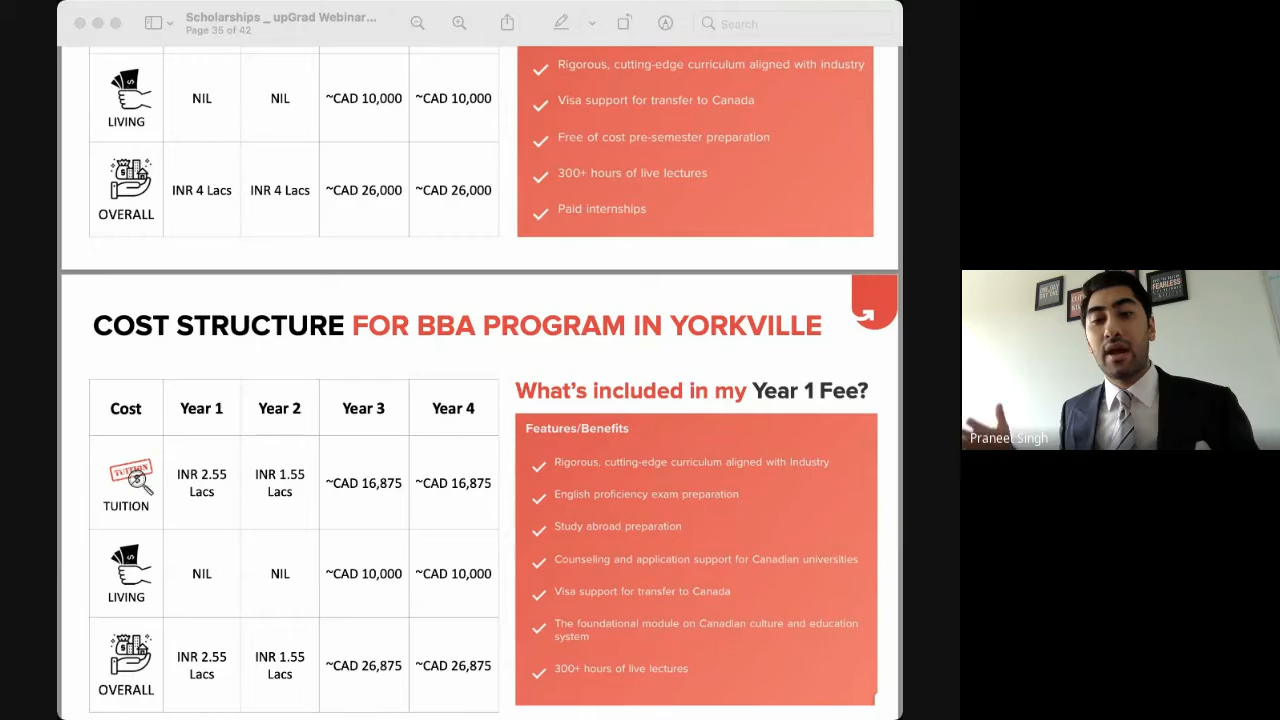 Scholarships _ upGrad Webinar...
Page 35 of 42
Search
LIVING
NIL
NIL
~CAD 10,000
~CAD 10,000
OVERALL
INR 4 Lacs
INR 4 Lacs
~CAD 26,000
~CAD 26,000
Rigorous, cutting-edge curriculum aligned with industry
Visa support for transfer to Canada
Free of cost pre-semester preparation
300+ hours of live lectures
Paid internships
COST STRUCTURE FOR BBA PROGRAM IN YORKVILLE
Cost
Year 1
Year 2
Year 3
Year 4
TUITION
TUITION
INR 2.55
Lacs
INR 1.55
Lacs
~CAD 16,875
~CAD 16,875
LIVING
NIL
NIL
~CAD 10,000
~CAD 10,000
OVERALL
INR 2.55
Lacs
INR 1.55
Lacs
~CAD 26,875
~CAD 26,875
What's included in my Year 1 Fee?
Features/Benefits
Rigorous, cutting-edge curriculum aligned with Industry
English proficiency exam preparation
Study abroad preparation
Counseling and application support for Canadian universities
Visa support for transfer to Canada
The foundational module on Canadian culture and education
system
300+ hours of live lectures
FEARLESS
Praneet Singh